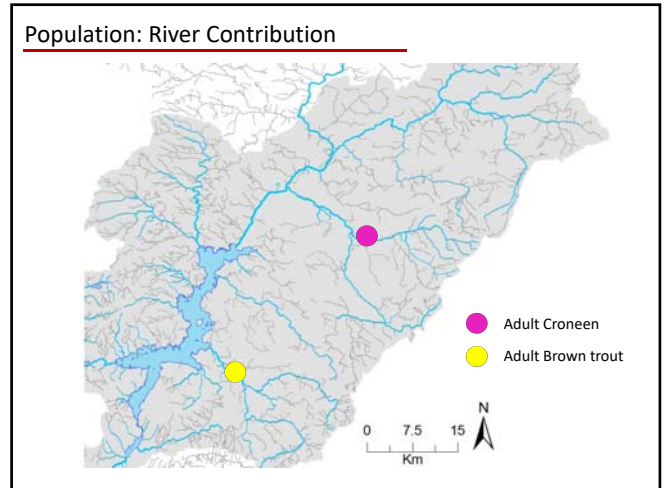 Population: River Contribution
Adult Croneen
Adult Brown trout
N
0 7.5 15
Km